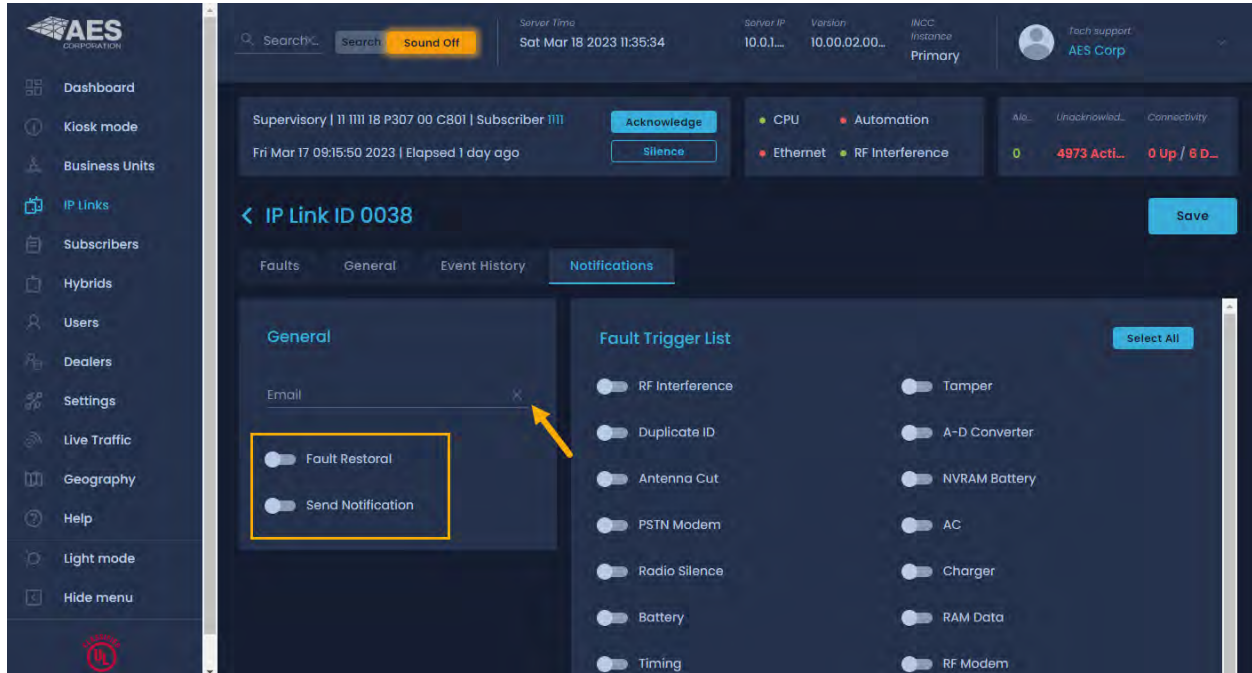 AES
CORPORATION
Dashboard
Kiosk mode
Business Units
IP Links
Subscribers
Hybrids
Users
Dealers
Settings
Live Traffic
Geography
Help
Light mode
Hide menu
Search
Search
Sound Off
Server Time
Sat Mar 18 2023 11:35:34
Server IP
10.0.1....
Version
10.00.02.00...
INCC
Instance
Primary
Tech support
AES Corp
Supervisory | 11 1111 18 P307 00 C801 | Subscriber 1111
Fri Mar 17 09:15:50 2023 | Elapsed 1 day ago
Acknowledge
Silence
CPU
Automation
Ethernet
RF Interference
Ala...
0
Unacknowled...
4973 Acti...
Connectivity
0 Up / 6 D...
IP Link ID 0038
Save
Faults
General
Event History
Notifications
General
Email
Fault Restoral
Send Notification
Fault Trigger List
Select All
RF Interference
Tamper
Duplicate ID
A-D Converter
Antenna Cut
NVRAM Battery
PSTN Modem
AC
Radio Silence
Charger
Battery
RAM Data
Timing
RF Modem
UL